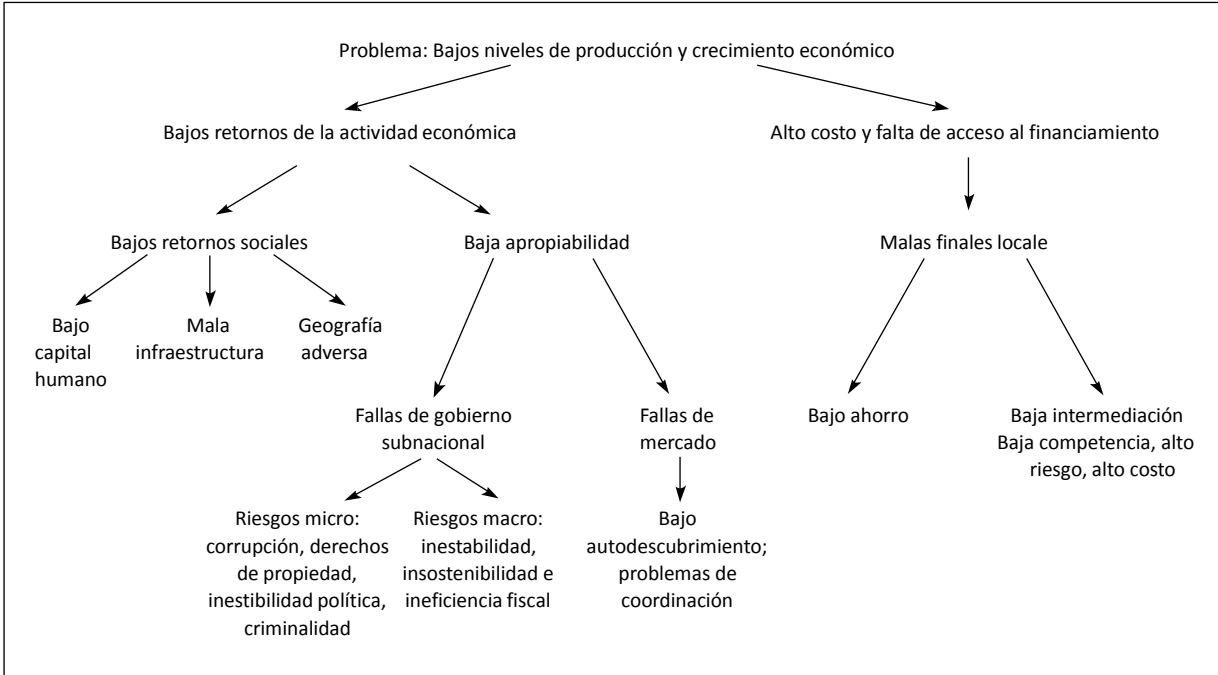 Problema: Bajos niveles de producción y crecimiento económico
Bajos retornos de la actividad económica
Alto costo y falta de acceso al financiamiento
Bajos retornos sociales
Baja apropiabilidad
Malas finales locale
Bajo
capital
humano
Mala
infraestructura
Geografía
adversa
Fallas de gobierno
subnacional
Fallas de
mercado
Bajo ahorro
Baja intermediación
Baja competencia, alto
riesgo, alto costo
Riesgos micro:
corrupción, derechos
de propiedad,
inestibilidad política,
criminalidad
Riesgos macro:
inestabilidad,
insostenibilidad e
ineficiencia fiscal
Bajo
autodescubrimiento;
problemas de
coordinación